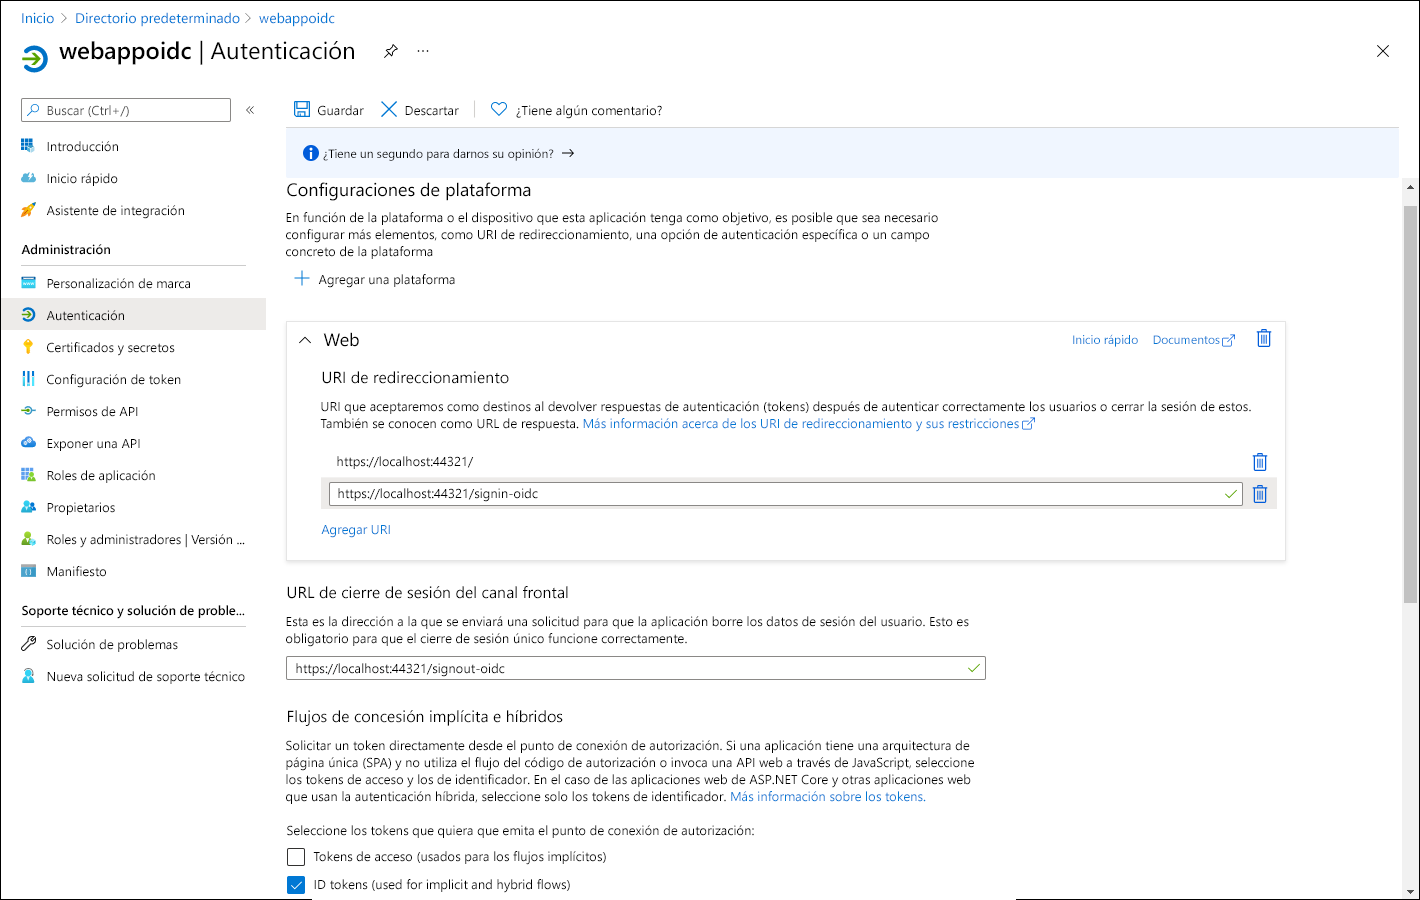 Inicio > Directorio predeterminado > webappoidc
webappoidc | Autenticación
Buscar (Ctrl+/)
«
Introducción
Inicio rápido
Asistente de integración
Administración
Personalización de marca
Autenticación
Certificados y secretos
Configuración de token
Permisos de API
Exponer una API
Roles de aplicación
Propietarios
Roles y administradores | Versión ...
Manifiesto
Soporte técnico y solución de proble...
Solución de problemas
Nueva solicitud de soporte técnico
Guardar Descartar ¿Tiene algún comentario?
¿Tiene un segundo para darnos su opinión? →
Configuraciones de plataforma
En función de la plataforma o el dispositivo que esta aplicación tenga como objetivo, es posible que sea necesario
configurar más elementos, como URI de redireccionamiento, una opción de autenticación específica o un campo
concreto de la plataforma
Agregar una plataforma
Web Inicio rápido Documentos
URI de redireccionamiento
URI que aceptaremos como destinos al devolver respuestas de autenticación (tokens) después de autenticar correctamente los usuarios o cerrar la sesión de estos.
También se conocen como URL de respuesta. Más información acerca de los URI de redireccionamiento y sus restricciones
https://localhost:44321/
https://localhost:44321/signin-oidc
Agregar URI
URL de cierre de sesión del canal frontal
Esta es la dirección a la que se enviará una solicitud para que la aplicación borre los datos de sesión del usuario. Esto es
obligatorio para que el cierre de sesión único funcione correctamente.
https://localhost:44321/signout-oidc
Flujos de concesión implícita e híbridos
Solicitar un token directamente desde el punto de conexión de autorización. Si una aplicación tiene una arquitectura de
página única (SPA) y no utiliza el flujo del código de autorización o invoca una API web a través de JavaScript, seleccione
los tokens de acceso y los de identificador. En el caso de las aplicaciones web de ASP.NET Core y otras aplicaciones web
que usan la autenticación híbrida, seleccione solo los tokens de identificador. Más información sobre los tokens.
Seleccione los tokens que quiera que emita el punto de conexión de autorización:
Tokens de acceso (usados para los flujos implícitos)
ID tokens (used for implicit and hybrid flows)